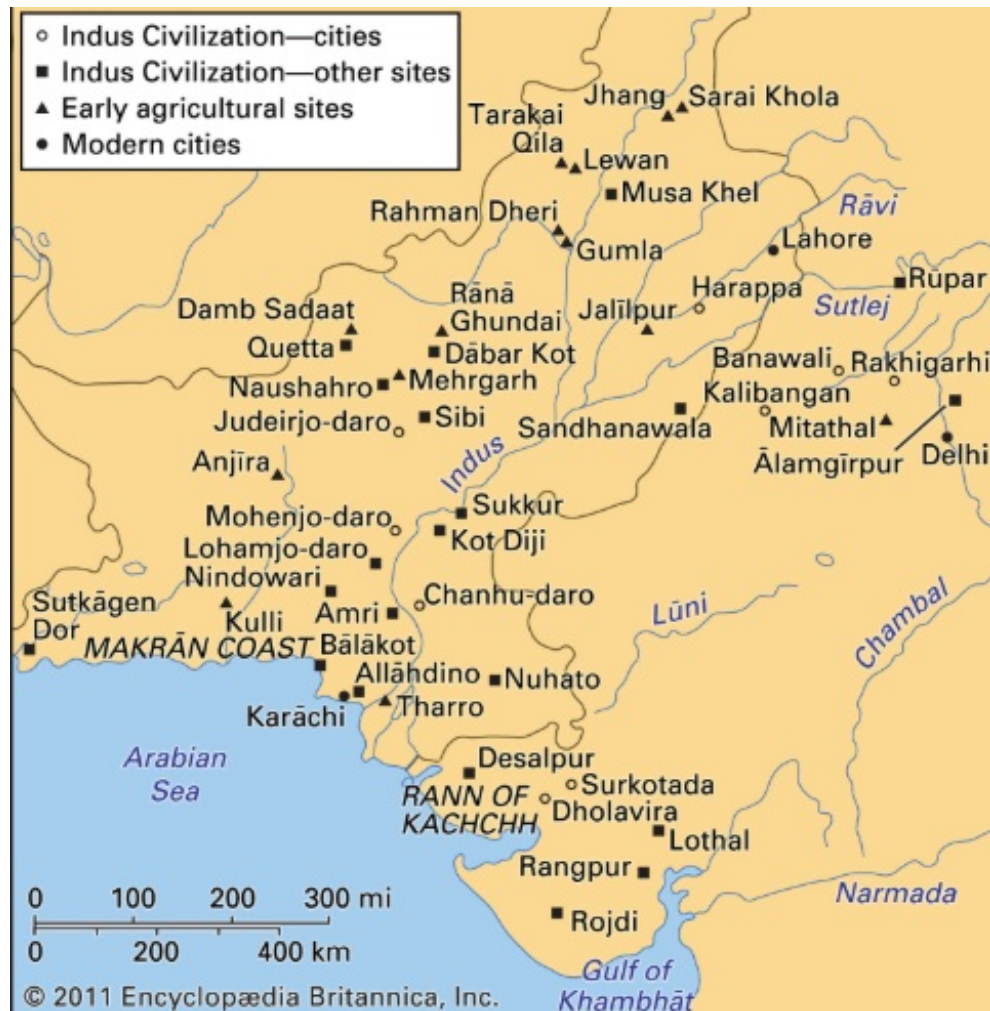 Indus Civilization—cities
Indus Civilization—other sites
Early agricultural sites
Modern cities
Jhang
Sarai Khola
Tarakai
Qila
Lewan
Musa Khel
Rāvi
Rahman Dheri
Gumla
Lahore
Harappa
Rūpar
Sutlej
Damb Sadaat
Rānā
Ghundai
Jalīlpur
Quetta
Dābar Kot
Banawali
Rakhigarhi
Naushahro
Mehrgarh
Kalibangan
Judeirjo-daro
Sibi
Sandhanawala
Mitathal
Ālamgīrpur
Delhi
Anjīra
Indus
Sukkur
Mohenjo-daro
Kot Diji
Lohamjo-daro
Nindowari
Chanhu-daro
Sutkāgen
Dor
Kulli
Amri
Lūni
Chambal
MAKRĀN COAST
Bālākot
Allāhdino
Nuhato
Karāchi
Tharro
Arabian
Sea
Desalpur
Surkotada
RANN OF
KACHCHH
Dholavira
Lothal
Rangpur
Narmada
Rojdi
0 100 200 300 mi
0 200 400 km
Gulf of
Khambhāt
© 2011 Encyclopædia Britannica, Inc.